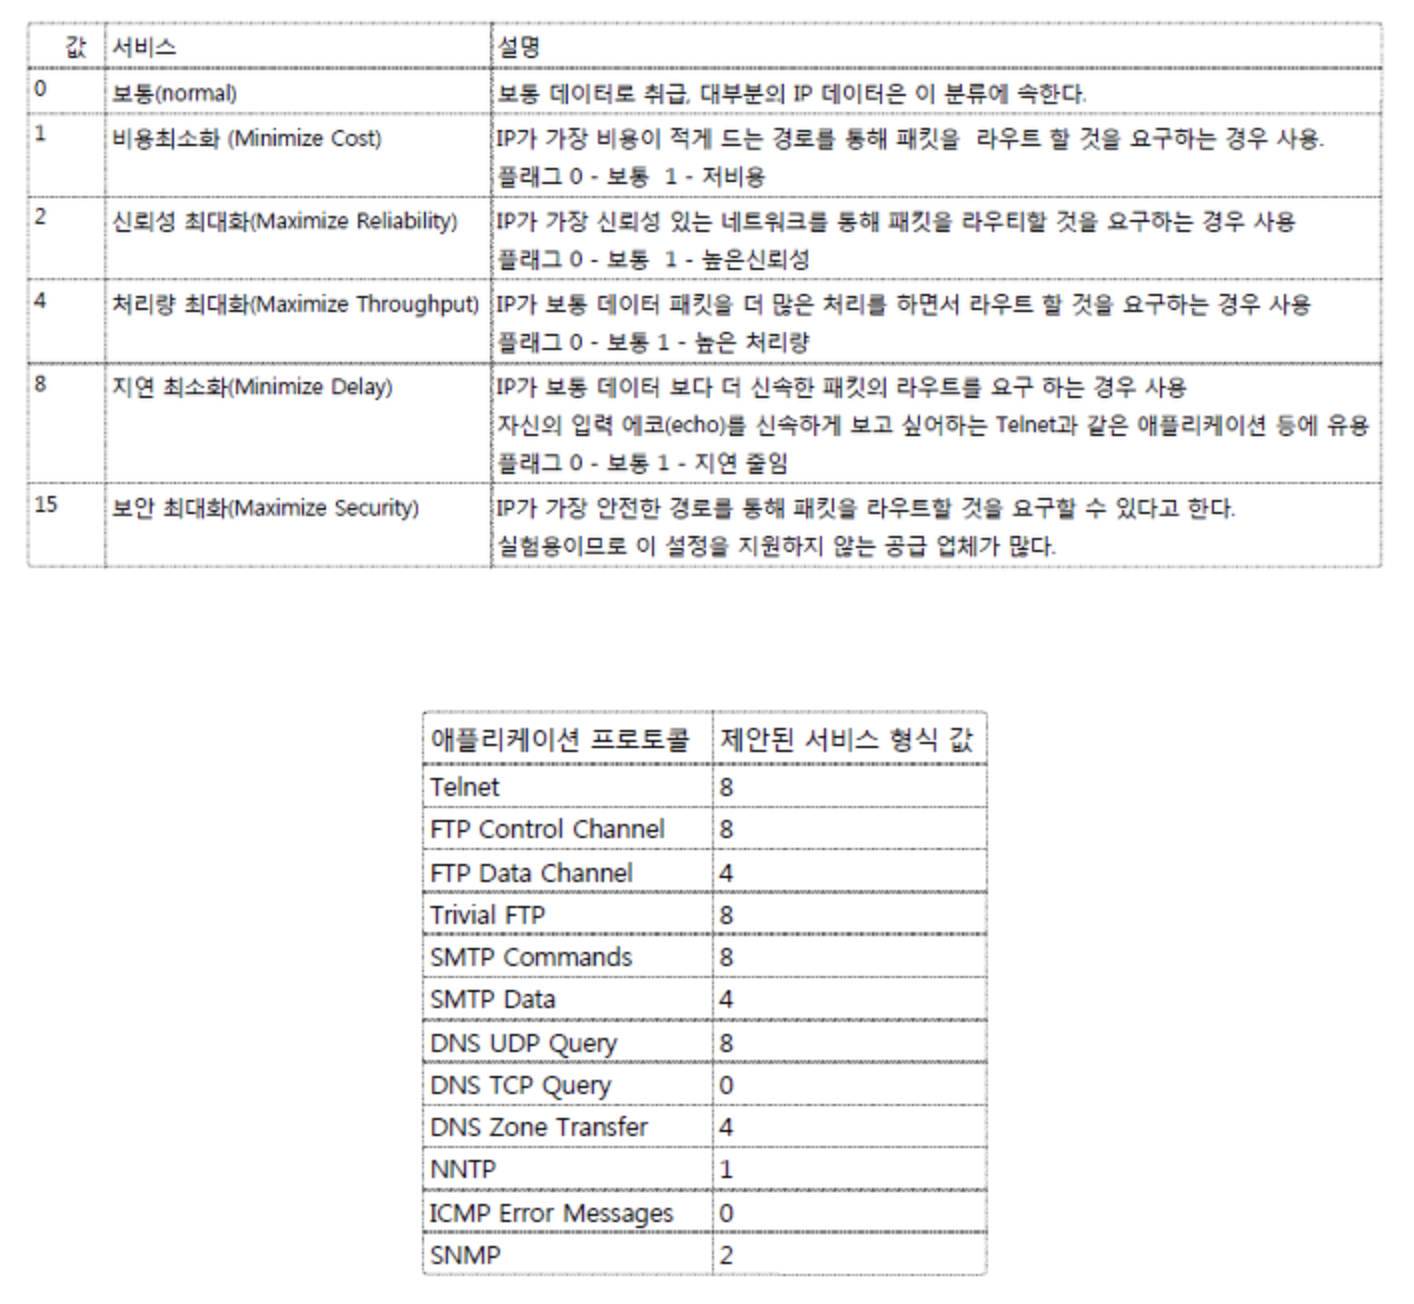 값 서비스 설명
0 보통(normal) 보통 데이터로 취급, 대부분의 IP 데이터은 이 분류에 속한다.
1 비용최소화 (Minimize Cost) IP가 가장 비용이 적게 드는 경로를 통해 패킷을 라우트 할 것을 요구하는 경우 사용.
플래그 0 - 보통 1 - 저비용
2 신뢰성 최대화(Maximize Reliability) IP가 가장 신뢰성 있는 네트워크를 통해 패킷을 라우티할 것을 요구하는 경우 사용
플래그 0 - 보통 1 - 높은신뢰성
4 처리량 최대화(Maximize Throughput) IP가 보통 데이터 패킷을 더 많은 처리를 하면서 라우트 할 것을 요구하는 경우 사용
플래그 0 - 보통 1 - 높은 처리량
8 지연 최소화(Minimize Delay) IP가 보통 데이터 보다 더 신속한 패킷의 라우트를 요구 하는 경우 사용
자신의 입력 에코(echo)를 신속하게 보고 싶어하는 Telnet과 같은 애플리케이션 등에 유용
플래그 0 - 보통 1 - 지연 줄임
15 보안 최대화(Maximize Security) IP가 가장 안전한 경로를 통해 패킷을 라우트할 것을 요구할 수 있다고 한다.
실험용이므로 이 설정을 지원하지 않는 공급 업체가 많다.
애플리케이션 프로토콜 제안된 서비스 형식 값
Telnet 8
FTP Control Channel 8
FTP Data Channel 4
Trivial FTP 8
SMTP Commands 8
SMTP Data 4
DNS UDP Query 8
DNS TCP Query 0
DNS Zone Transfer 4
NNTP 1
ICMP Error Messages 0
SNMP 2